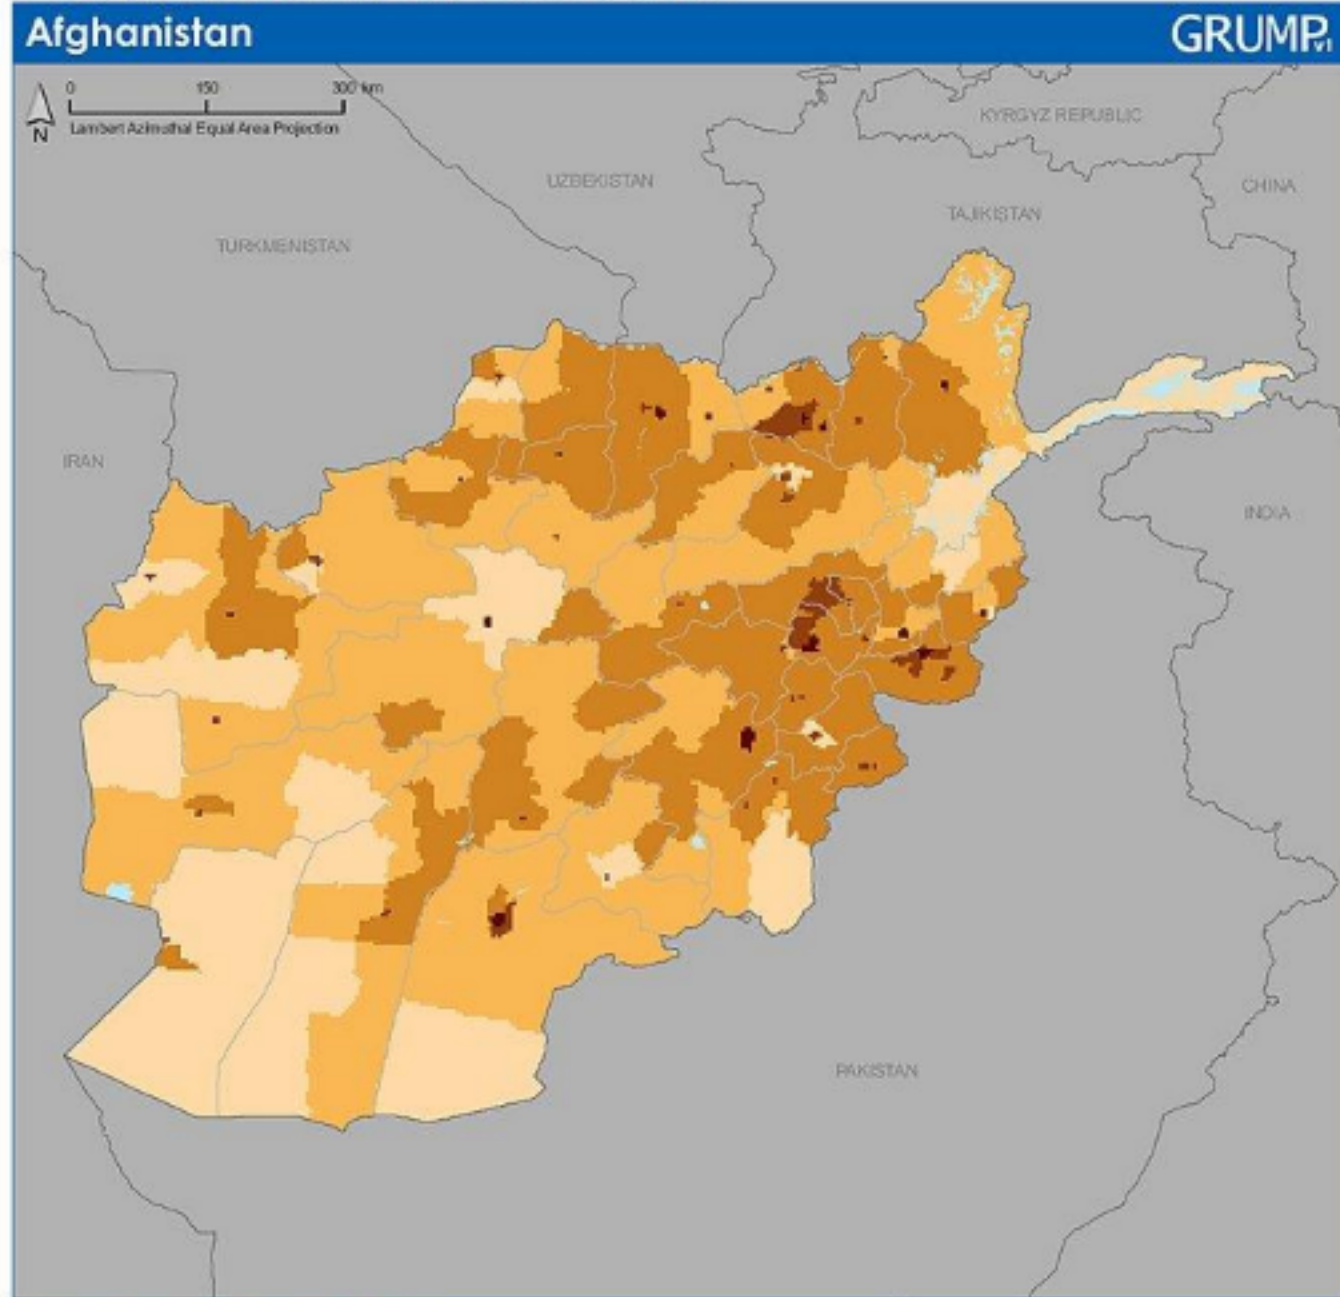 Afghanistan
GRUMPv1
0 150 300 km
Lambert Azimuthal Equal Area Projection
N
KYRGYZ REPUBLIC
UZBEKISTAN
CHINA
TAJIKISTAN
TURKMENISTAN
IRAN
INDIA
PAKISTAN